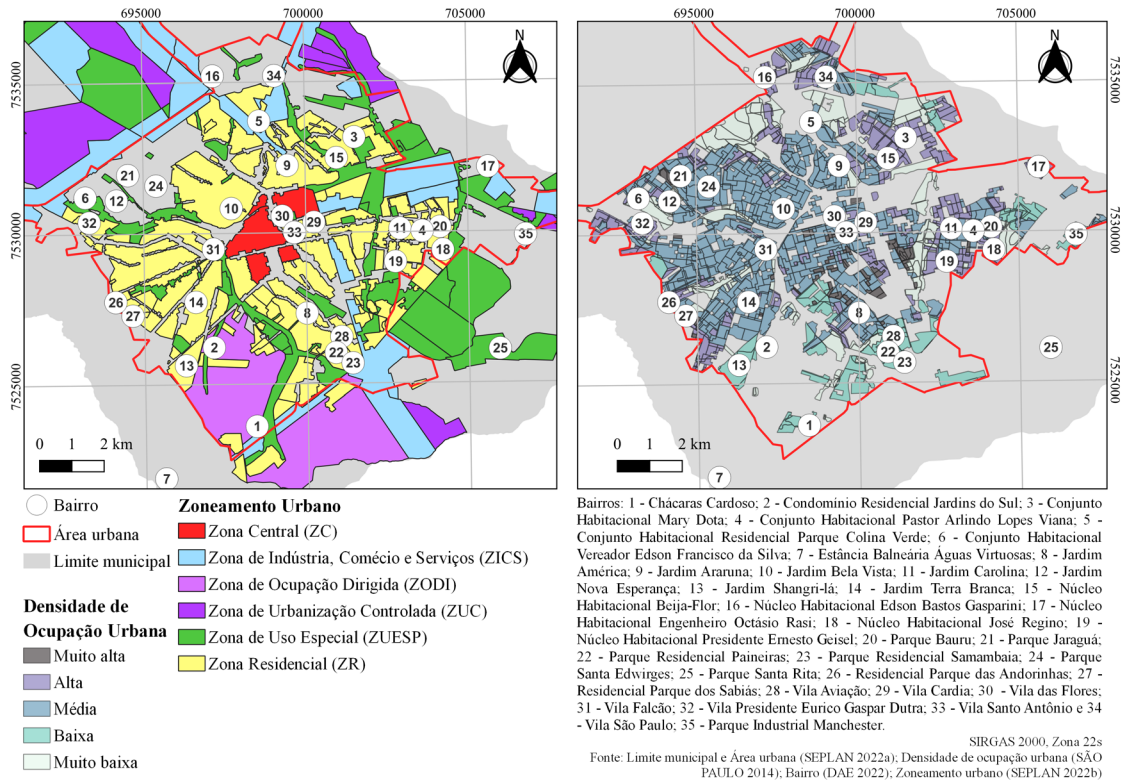 695000 700000 705000
695000 700000 705000
N
N
7535000
7530000
7525000
7535000
7530000
7525000
16
34
5
3
15
9
21
24
6
12
10
32
30
29
33
31
17
11
4
20
35
18
19
26
27
14
8
2
28
22
23
13
25
1
7
0 1 2 km
16
34
5
3
15
9
17
21
24
6
12
10
32
30
29
33
31
11
4
20
35
18
19
26
27
14
8
2
28
22
23
13
25
1
7
0 1 2 km
Bairro
Área urbana
Limite municipal
Densidade de
Ocupação Urbana
Muito alta
Alta
Média
Baixa
Muito baixa
Zoneamento Urbano
Zona Central (ZC)
Zona de Indústria, Comécio e Serviços (ZICS)
Zona de Ocupação Dirigida (ZODI)
Zona de Urbanização Controlada (ZUC)
Zona de Uso Especial (ZUESP)
Zona Residencial (ZR)
Bairros: 1 - Chácaras Cardoso; 2 - Condomínio Residencial Jardins do Sul; 3 - Conjunto
Habitacional Mary Dota; 4 - Conjunto Habitacional Pastor Arlindo Lopes Viana; 5 -
Conjunto Habitacional Residencial Parque Colina Verde; 6 - Conjunto Habitacional
Vereador Edson Francisco da Silva; 7 - Estância Balneária Águas Virtuosas; 8 - Jardim
América; 9 - Jardim Araruna; 10 - Jardim Bela Vista; 11 - Jardim Carolina; 12 - Jardim
Nova Esperança; 13 - Jardim Shangri-lá; 14 - Jardim Terra Branca; 15 - Núcleo
Habitacional Beija-Flor; 16 - Núcleo Habitacional Edson Bastos Gasparini; 17 - Núcleo
Habitacional Engenheiro Octásio Rasi; 18 - Núcleo Habitacional José Regino; 19 -
Núcleo Habitacional Presidente Ernesto Geisel; 20 - Parque Bauru; 21 - Parque Jaraguá;
22 - Parque Residencial Paineiras; 23 - Parque Residencial Samambaia; 24 - Parque
Santa Edwirges; 25 - Parque Santa Rita; 26 - Residencial Parque das Andorinhas; 27 -
Residencial Parque dos Sabiás; 28 - Vila Aviação; 29 - Vila Cardia; 30 - Vila das Flores;
31 - Vila Falcão; 32 - Vila Presidente Eurico Gaspar Dutra; 33 - Vila Santo Antônio e 34
- Vila São Paulo; 35 - Parque Industrial Manchester.
SIRGAS 2000, Zona 22s
Fonte: Limite municipal e Área urbana (SEPLAN 2022a); Densidade de ocupação urbana (SÃO
PAULO 2014); Bairro (DAE 2022); Zoneamento urbano (SEPLAN 2022b)